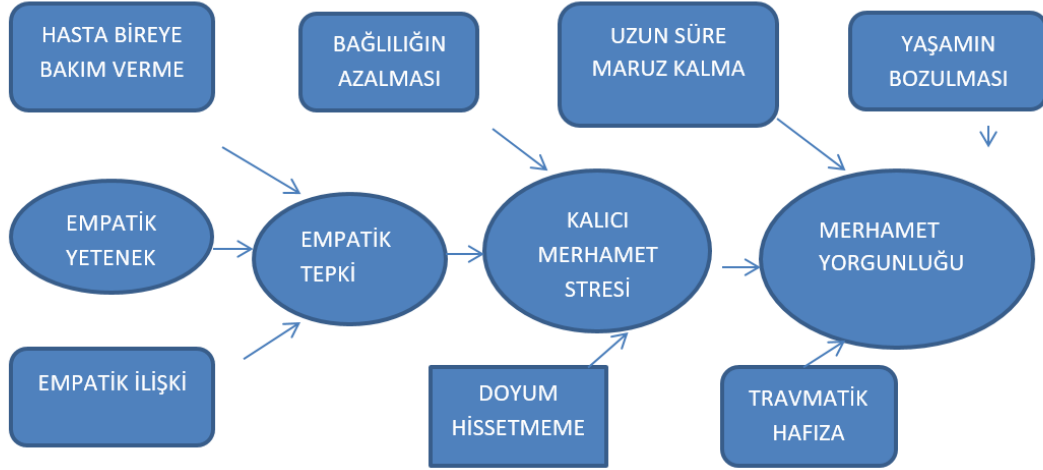 HASTA BİREYE
BAKIM VERME
BAĞLILIĞIN
AZALMASI
UZUN SÜRE
MARUZ KALMA
YAŞAMIN
BOZULMASI
EMPATİK
YETENEK
EMPATİK
TEPKİ
KALICI
MERHAMET
STRESİ
MERHAMET
YORGUNLUĞU
EMPATİK İLİŞKİ
DOYUM
HİSSETMEME
TRAVMATİK
HAFIZA